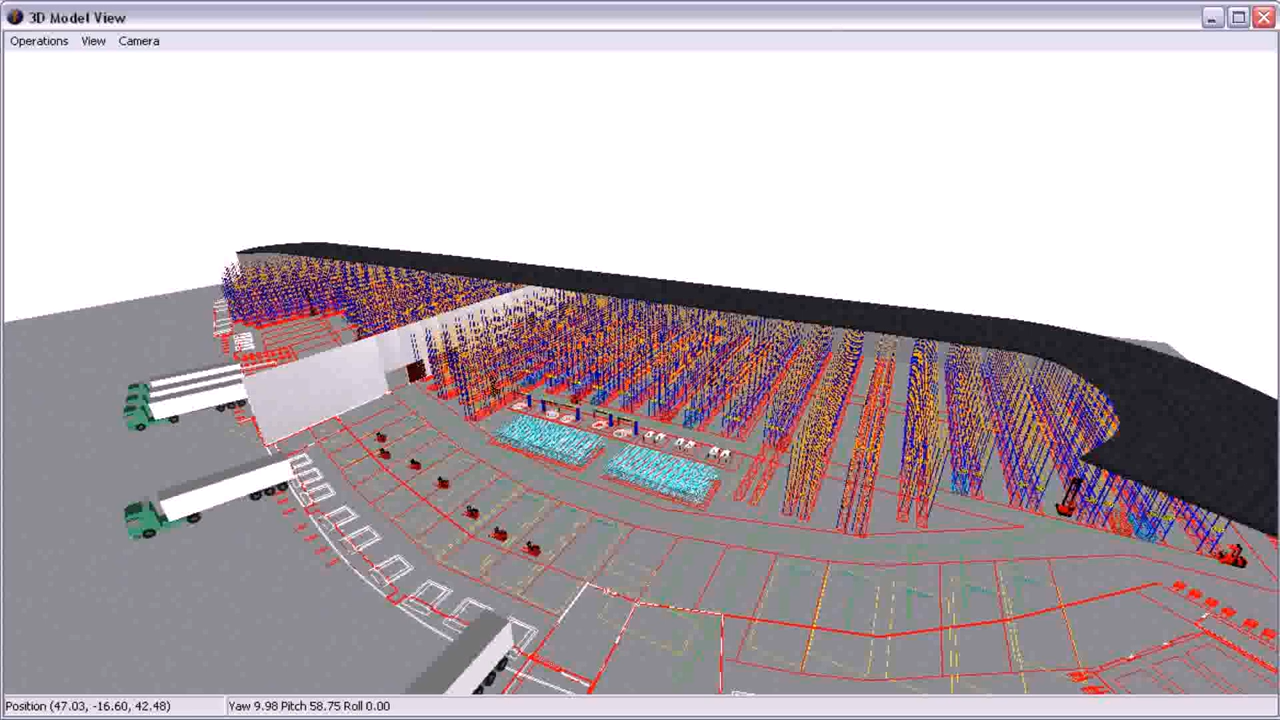 3D Model View
Operations View Camera
Position (47.03, -16.60, 42.48) Yaw 9.98 Pitch 58.75 Roll 0.00